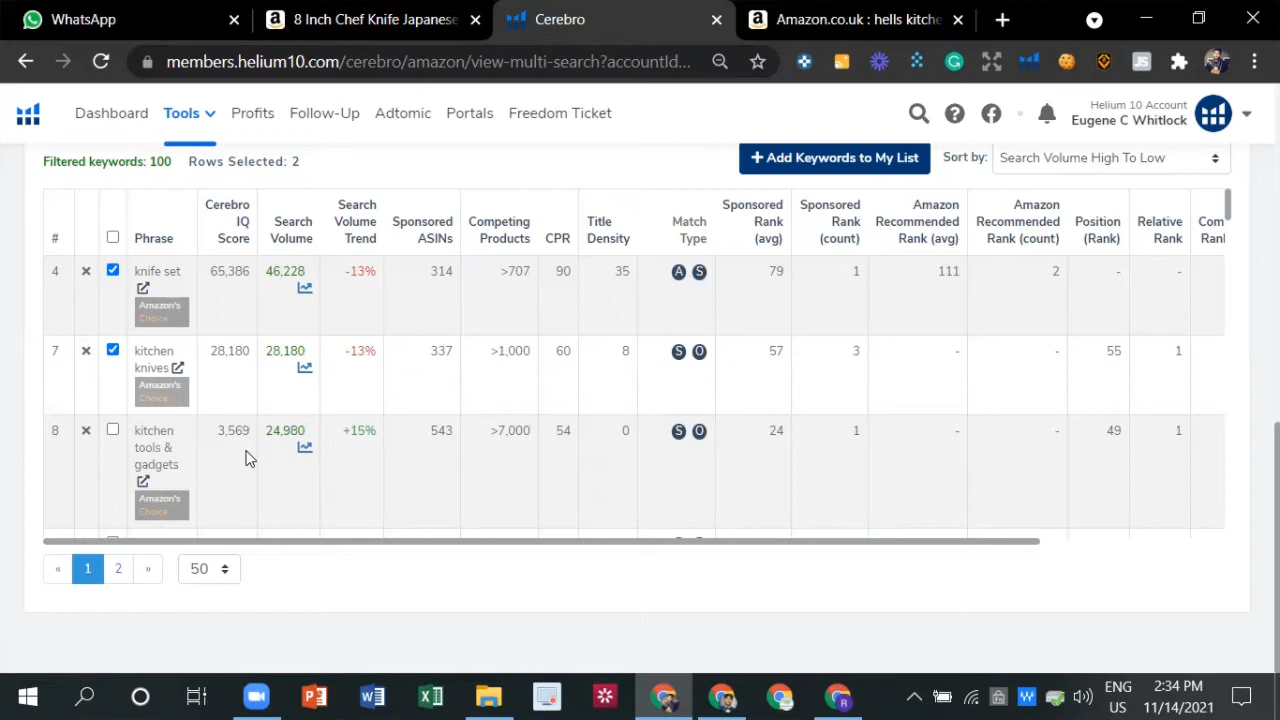 WhatsApp
8 Inch Chef Knife Japanese
Cerebro
Amazon.co.uk : hells kitche
members.helium10.com/cerebro/amazon/view-multi-search?accountId...
Dashboard
Tools
Profits
Follow-Up
Adtomic
Portals
Freedom Ticket
Helium 10 Account
Eugene C Whitlock
Filtered keywords: 100
Rows Selected: 2
+ Add Keywords to My List
Sort by:
Search Volume High To Low
#
Phrase
Cerebro
IQ
Score
Search
Volume
Search
Volume
Trend
Sponsored
ASINs
Competing
Products
CPR
Title
Density
Match
Type
Sponsored
Rank
(avg)
Sponsored
Rank
(count)
Amazon
Recommended
Rank (avg)
Amazon
Recommended
Rank (count)
Position
(Rank)
Relative
Rank
Com
Rank
4
knife set
Amazon's
Choice
65,386
46,228
-13%
314
>707
90
35
A S
79
1
111
2
-
-
7
kitchen
knives
Amazon's
Choice
28,180
28,180
-13%
337
>1,000
60
8
S O
57
3
-
-
55
1
8
kitchen
tools &
gadgets
Amazon's
Choice
3,569
24,980
+15%
543
>7,000
54
0
S O
24
1
-
-
49
1
«
1
2
»
50
ENG
US
2:34 PM
11/14/2021